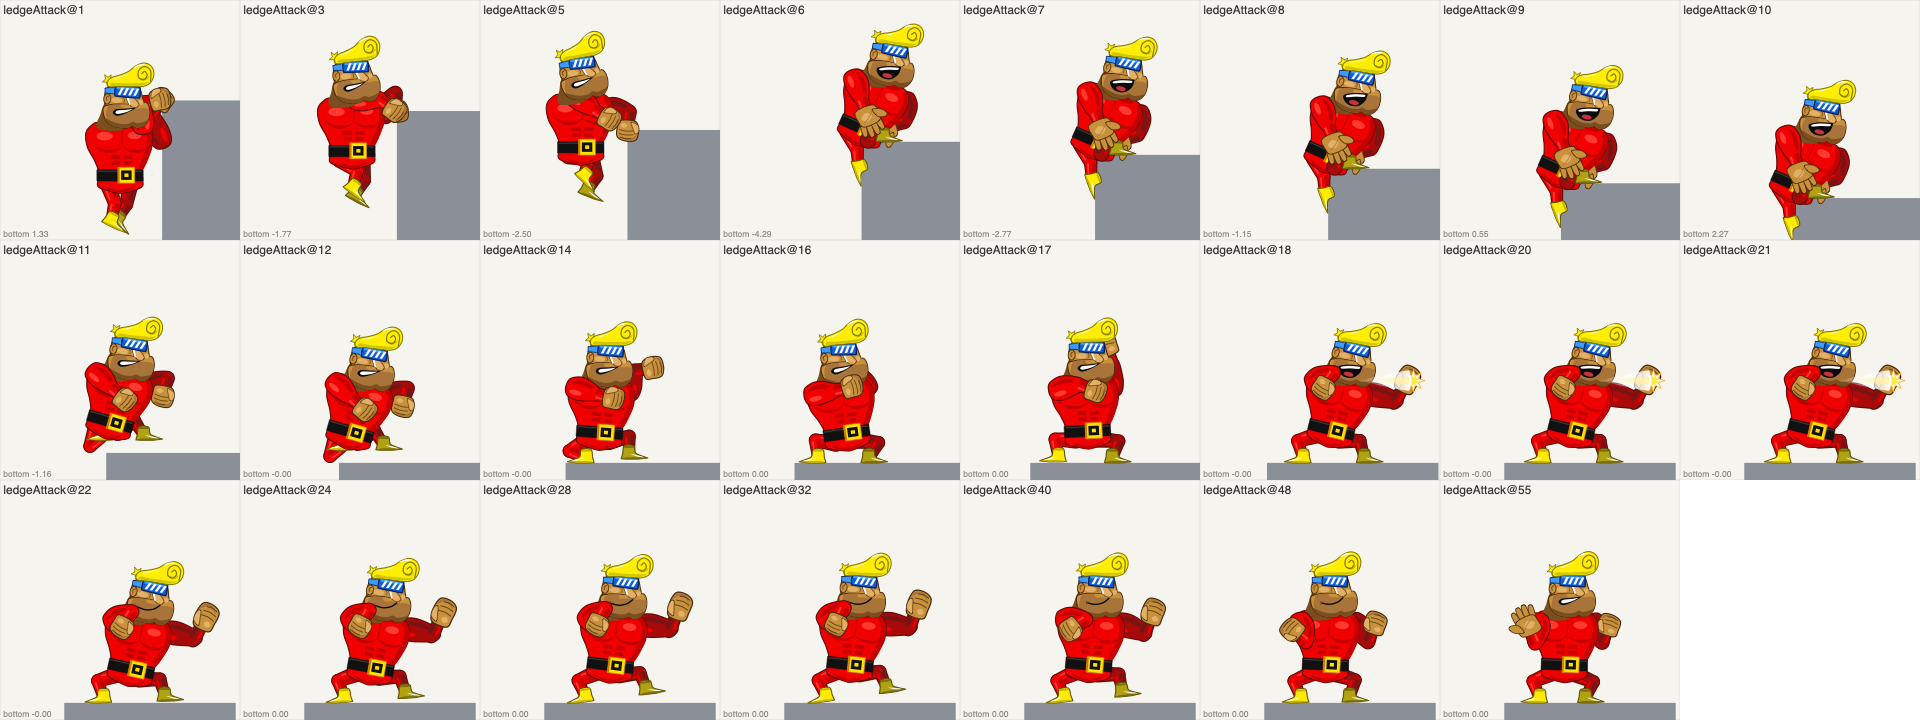 ledgeAttack@1
ledgeAttack@3
ledgeAttack@5
ledgeAttack@6
ledgeAttack@7
ledgeAttack@8
ledgeAttack@9
ledgeAttack@10
bottom 1.33
bottom -1.77
bottom -2.50
bottom -4.29
bottom -2.77
bottom -1.15
bottom 0.55
bottom 2.27
ledgeAttack@11
ledgeAttack@12
ledgeAttack@14
ledgeAttack@16
ledgeAttack@17
ledgeAttack@18
ledgeAttack@20
ledgeAttack@21
bottom -1.16
bottom -0.00
bottom -0.00
bottom 0.00
bottom 0.00
bottom -0.00
bottom -0.00
bottom -0.00
ledgeAttack@22
ledgeAttack@24
ledgeAttack@28
ledgeAttack@32
ledgeAttack@40
ledgeAttack@48
ledgeAttack@55
bottom -0.00
bottom 0.00
bottom 0.00
bottom 0.00
bottom 0.00
bottom 0.00
bottom 0.00